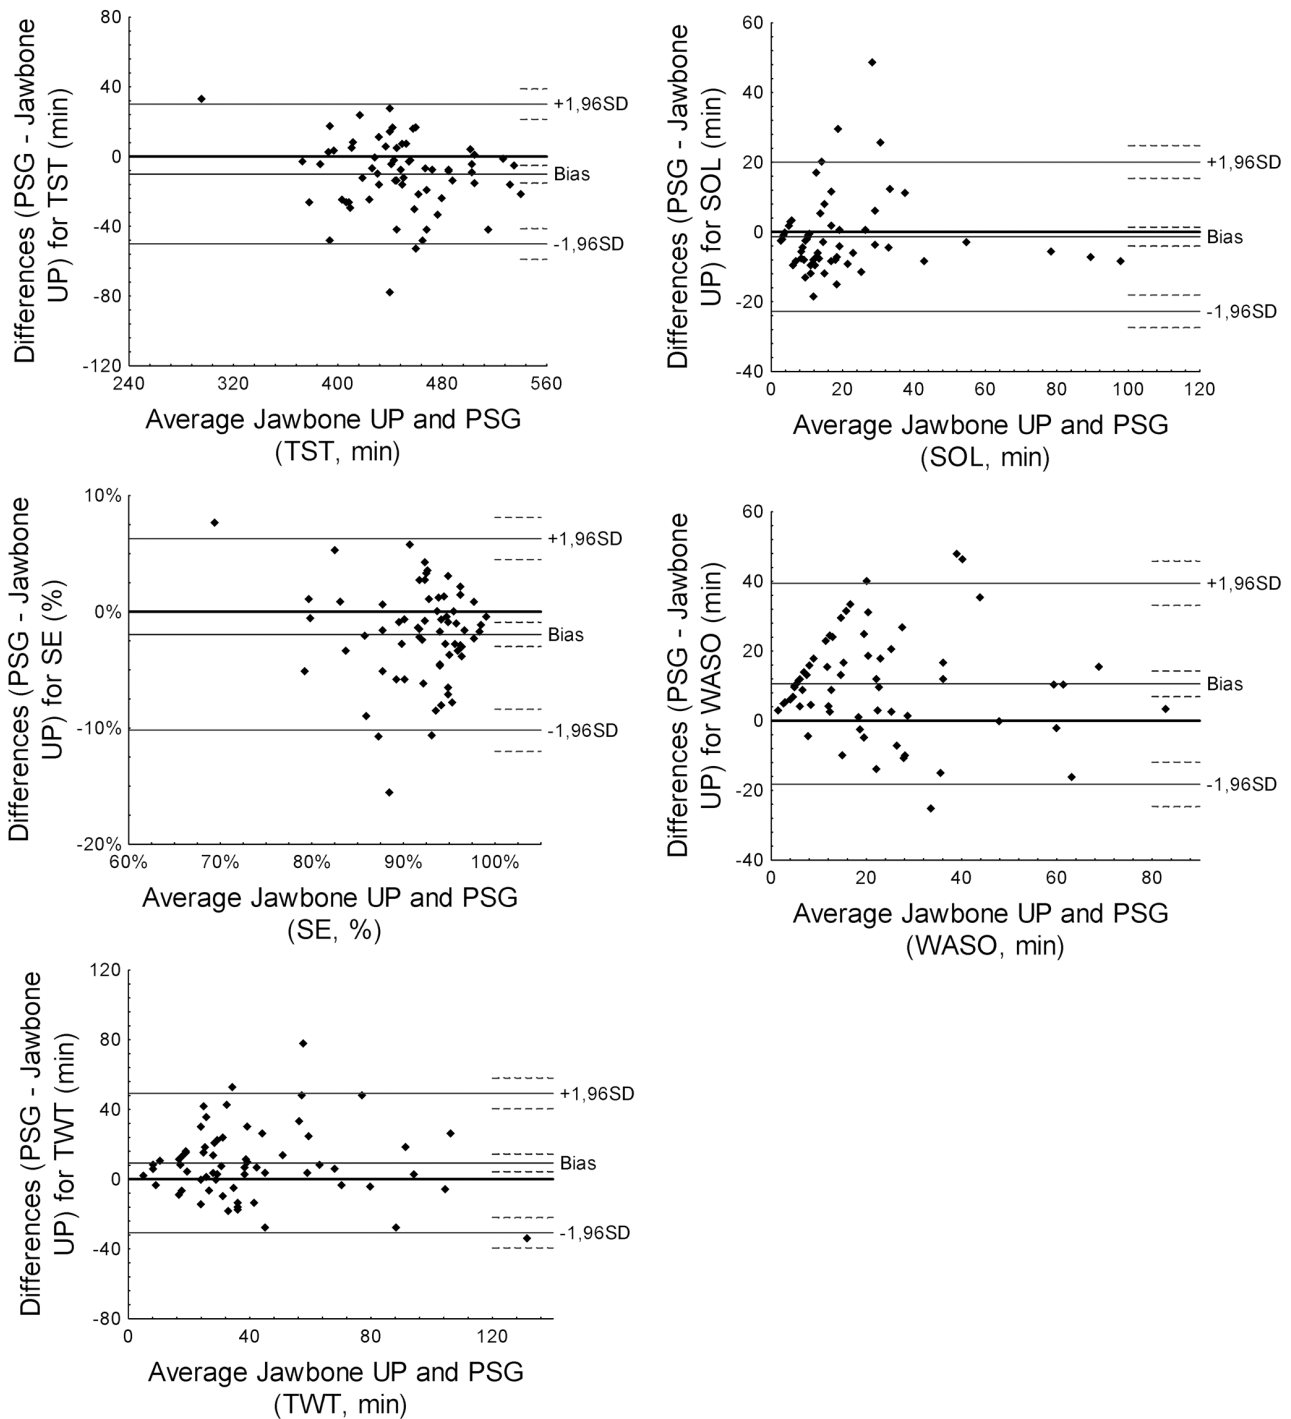 Differences (PSG - Jawbone
UP) for TST (min)
80
40
0
-40
-80
-120
+1,96SD
Bias
-1,96SD
240 320 400 480 560
Average Jawbone UP and PSG
(TST, min)
Differences (PSG - Jawbone
UP) for SOL (min)
60
40
20
0
-20
-40
+1,96SD
Bias
-1,96SD
0 20 40 60 80 100 120
Average Jawbone UP and PSG
(SOL, min)
Differences (PSG - Jawbone
UP) for SE (%)
10%
0%
-10%
-20%
+1,96SD
Bias
-1,96SD
60% 70% 80% 90% 100%
Average Jawbone UP and PSG
(SE, %)
Differences (PSG - Jawbone
UP) for WASO (min)
60
40
20
0
-20
-40
+1,96SD
Bias
-1,96SD
0 20 40 60 80
Average Jawbone UP and PSG
(WASO, min)
Differences (PSG - Jawbone
UP) for TWT (min)
120
80
40
0
-40
-80
+1,96SD
Bias
-1,96SD
0 40 80 120
Average Jawbone UP and PSG
(TWT, min)